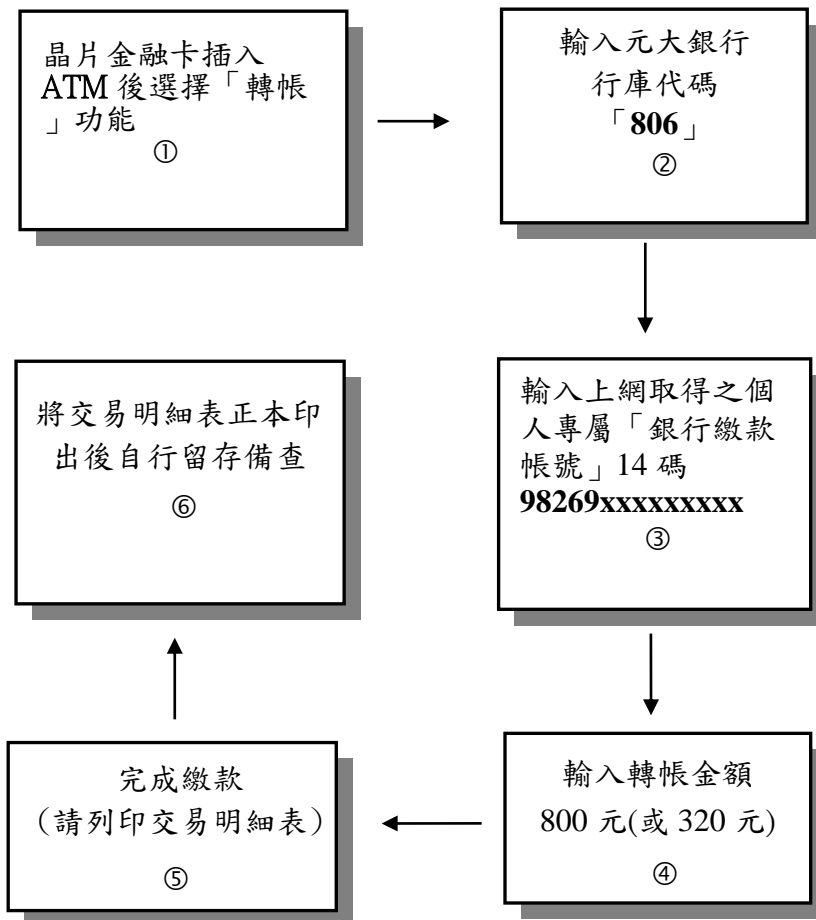 晶片金融卡插入
ATM 後選擇「轉帳
」功能
①
輸入元大銀行
行庫代碼
「806」
②
輸入上網取得之個
人專屬「銀行繳款
帳號」14 碼
98269xxxxxxxxx
③
輸入轉帳金額
800 元(或 320 元)
④
完成繳款
（請列印交易明細表）
⑤
將交易明細表正本印
出後自行留存備查
⑥